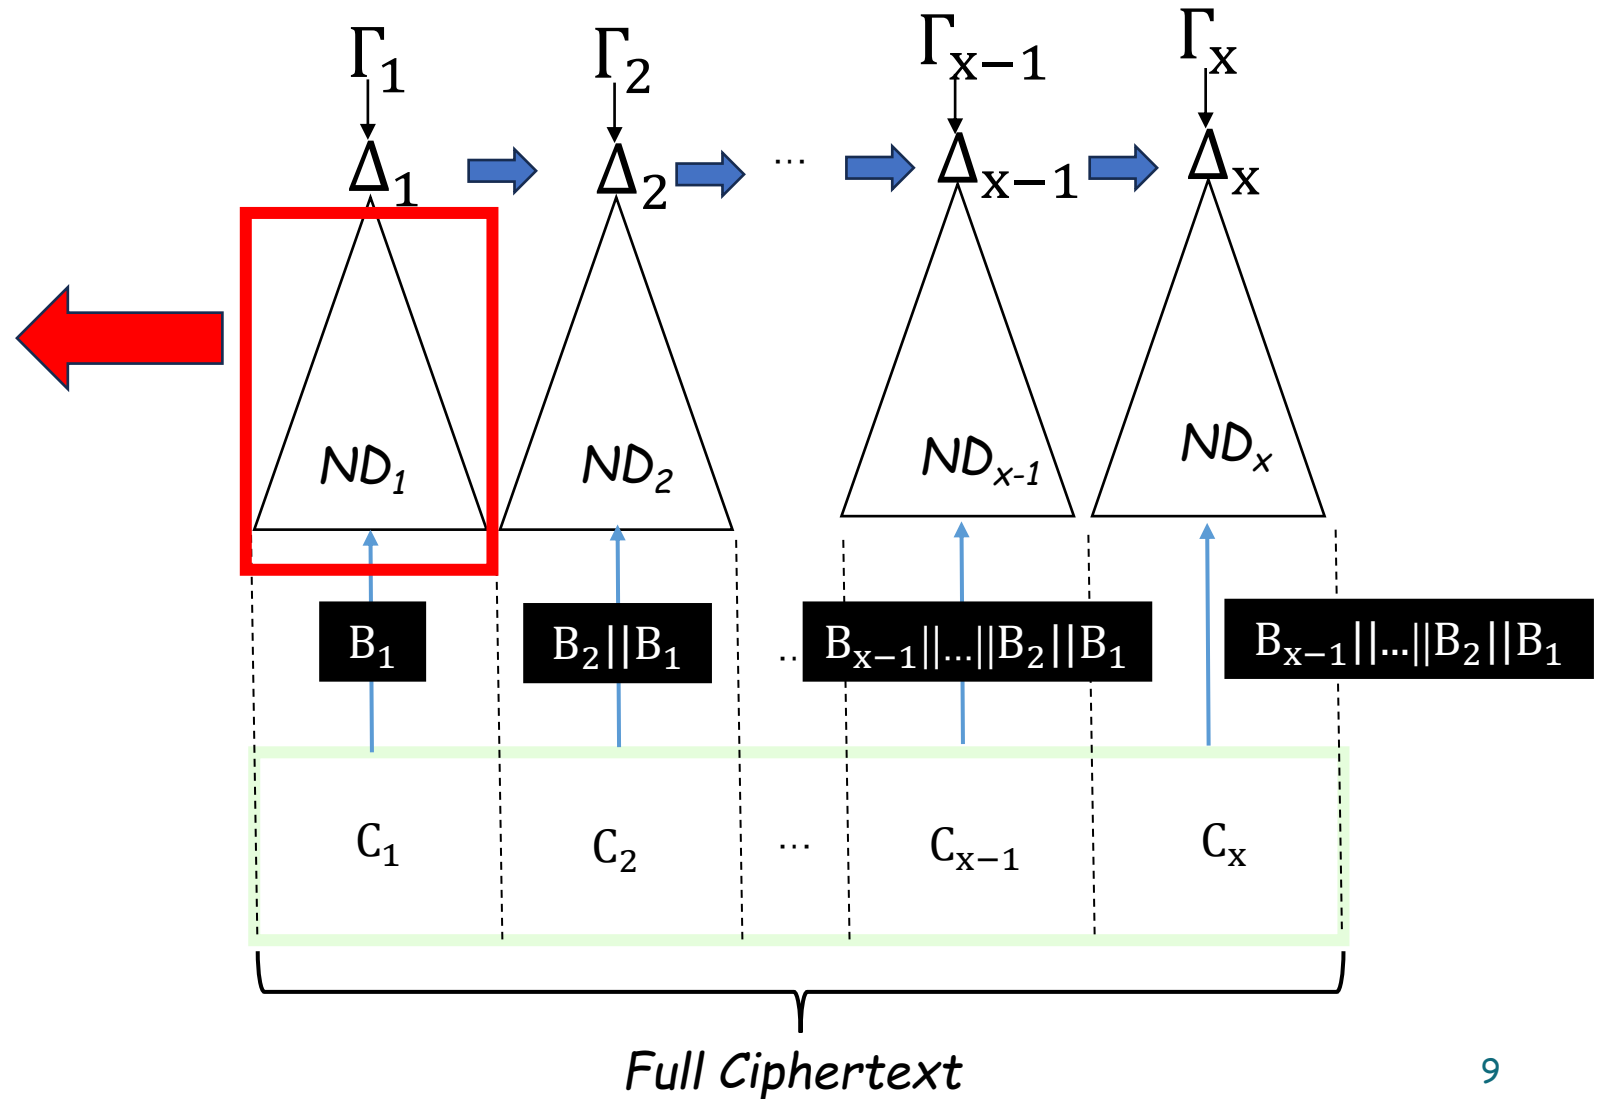 Γ₁ Γ₂ Γₓ₋₁ Γₓ
Δ₁ Δ₂ ... Δₓ₋₁ Δₓ
ND₁ ND₂ NDₓ₋₁ NDₓ
B₁ B₂||B₁ .. Bₓ₋₁||...||B₂||B₁ Bₓ₋₁||...||B₂||B₁
C₁ C₂ ... Cₓ₋₁ Cₓ
Full Ciphertext
9